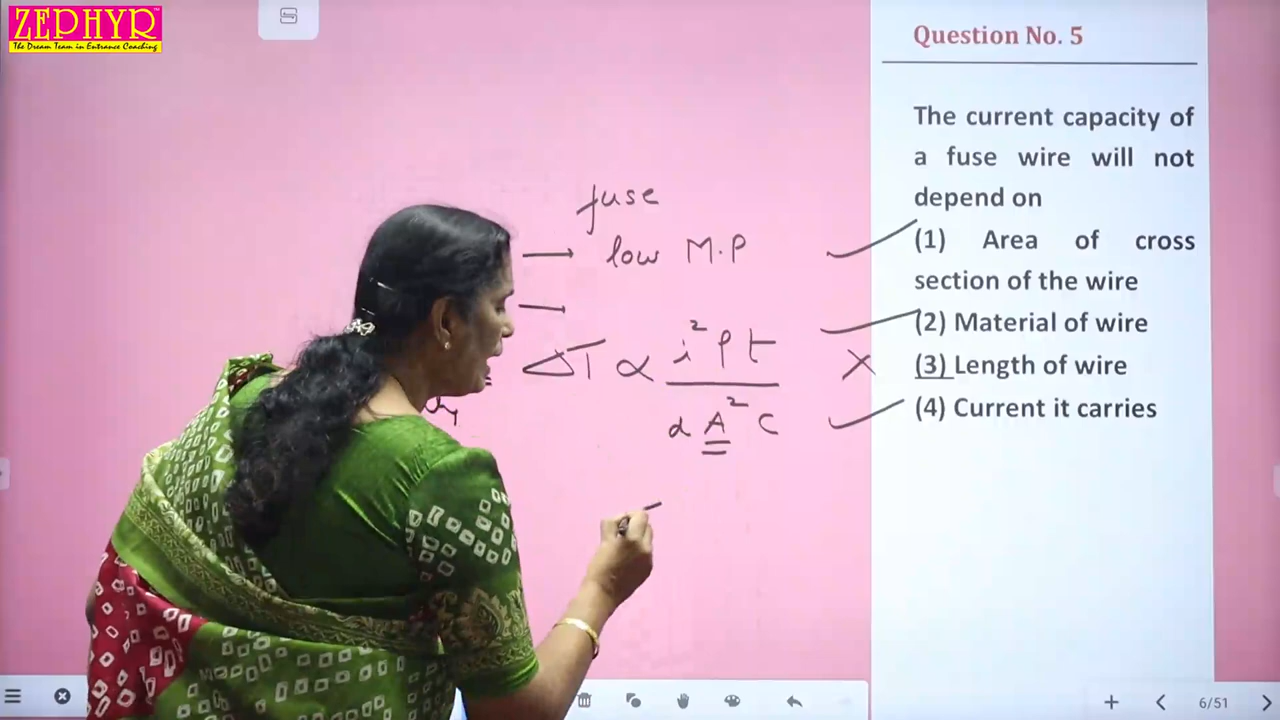 ZEPHYR
The Dream Team in Entrance Coaching
Question No. 5
The current capacity of
a fuse wire will not
depend on
(1) Area of cross
section of the wire
(2) Material of wire
(3) Length of wire
(4) Current it carries
fuse
→ low M.P
ΔT ∝ i² ρ t
d A² C
6/51